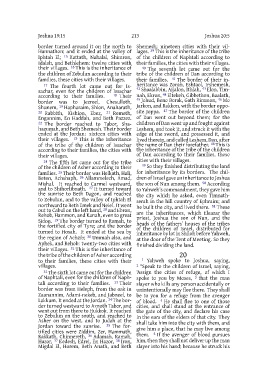 Joshua 19:15
213
Joshua 20:5
border turned around it on the north to
Hannathon; and it ended at the valley of
Iphtah El; 15 Kattath, Nahalal, Shimron,
Idalah, and Bethlehem: twelve cities with
their villages. 16 This is the inheritance of
the children of Zebulun according to their
families, these cities with their villages.
17 The fourth lot came out for Issachar, even for the children of Issachar
according to their families. 18 Their
border was to Jezreel, Chesulloth,
Shunem, 19 Hapharaim, Shion, Anaharath,
20 Rabbith, Kishion, Ebez, 21 Remeth,
Engannim, En Haddah, and Beth Pazzez.
22 The border reached to Tabor, Shahazumah, and Beth Shemesh. Their border
ended at the Jordan: sixteen cities with
their villages. 23 This is the inheritance
of the tribe of the children of Issachar
according to their families, the cities with
their villages.
24 The fifth lot came out for the tribe
of the children of Asher according to their
families. 25 Their border was Helkath, Hali,
Beten, Achshaph, 26 Allammelech, Amad,
Mishal. It reached to Carmel westward,
and to Shihorlibnath. 27 It turned toward
the sunrise to Beth Dagon, and reached
to Zebulun, and to the valley of Iphtah El
northward to Beth Emek and Neiel. It went
out to Cabul on the left hand, 28 and Ebron,
Rehob, Hammon, and Kanah, even to great
Sidon. 29 The border turned to Ramah, to
the fortified city of Tyre; and the border
turned to Hosah. It ended at the sea by
the region of Achzib; 30 Ummah also, and
Aphek, and Rehob: twenty-two cities with
their villages. 31 This is the inheritance of
the tribe of the children of Asher according
to their families, these cities with their
villages.
32 The sixth lot came out for the children
of Naphtali, even for the children of Naphtali according to their families. 33 Their
border was from Heleph, from the oak in
Zaanannim, Adami-nekeb, and Jabneel, to
Lakkum. It ended at the Jordan. 34 The border turned westward to Aznoth Tabor, and
went out from there to Hukkok. It reached
to Zebulun on the south, and reached to
Asher on the west, and to Judah at the
Jordan toward the sunrise. 35 The fortified cities were Ziddim, Zer, Hammath,
Rakkath, Chinnereth, 36 Adamah, Ramah,
Hazor, 37 Kedesh, Edrei, En Hazor, 38 Iron,
Migdal El, Horem, Beth Anath, and Beth
Shemesh; nineteen cities with their villages. 39 This is the inheritance of the tribe
of the children of Naphtali according to
their families, the cities with their villages.
40 The seventh lot came out for the
tribe of the children of Dan according to
their families. 41 The border of their inheritance was Zorah, Eshtaol, Irshemesh,
42 Shaalabbin, Aijalon, Ithlah, 43 Elon, Timnah, Ekron, 44 Eltekeh, Gibbethon, Baalath,
45 Jehud, Bene Berak, Gath Rimmon, 46 Me
Jarkon, and Rakkon, with the border opposite Joppa. 47 The border of the children
of Dan went out beyond them; for the
children of Dan went up and fought against
Leshem, and took it, and struck it with the
edge of the sword, and possessed it, and
lived therein, and called Leshem, Dan, after
the name of Dan their forefather. 48 This is
the inheritance of the tribe of the children
of Dan according to their families, these
cities with their villages.
49 So they finished distributing the land
for inheritance by its borders. The children of Israel gave an inheritance to Joshua
the son of Nun among them. 50 According
to Yahweh's commandment, they gave him
the city which he asked, even Timnathserah in the hill country of Ephraim; and
he built the city, and lived there. 51 These
are the inheritances, which Eleazar the
priest, Joshua the son of Nun, and the
heads of the fathers' houses of the tribes
of the children of Israel, distributed for
inheritance by lot in Shiloh before Yahweh,
at the door of the Tent of Meeting. So they
finished dividing the land.
20
1 Yahweh spoke to Joshua, saying,
2 "Speak to the children of Israel, saying,
'Assign the cities of refuge, of which I
spoke to you by Moses, 3 that the man
slayer who kills any person accidentally or
unintentionally may flee there. They shall
be to you for a refuge from the avenger
of blood. 4 He shall flee to one of those
cities, and shall stand at the entrance of
the gate of the city, and declare his case
in the ears of the elders of that city. They
shall take him into the city with them, and
give him a place, that he may live among
them. 5 If the avenger of blood pursues
him, then they shall not deliver up the man
slayer into his hand; because he struck his